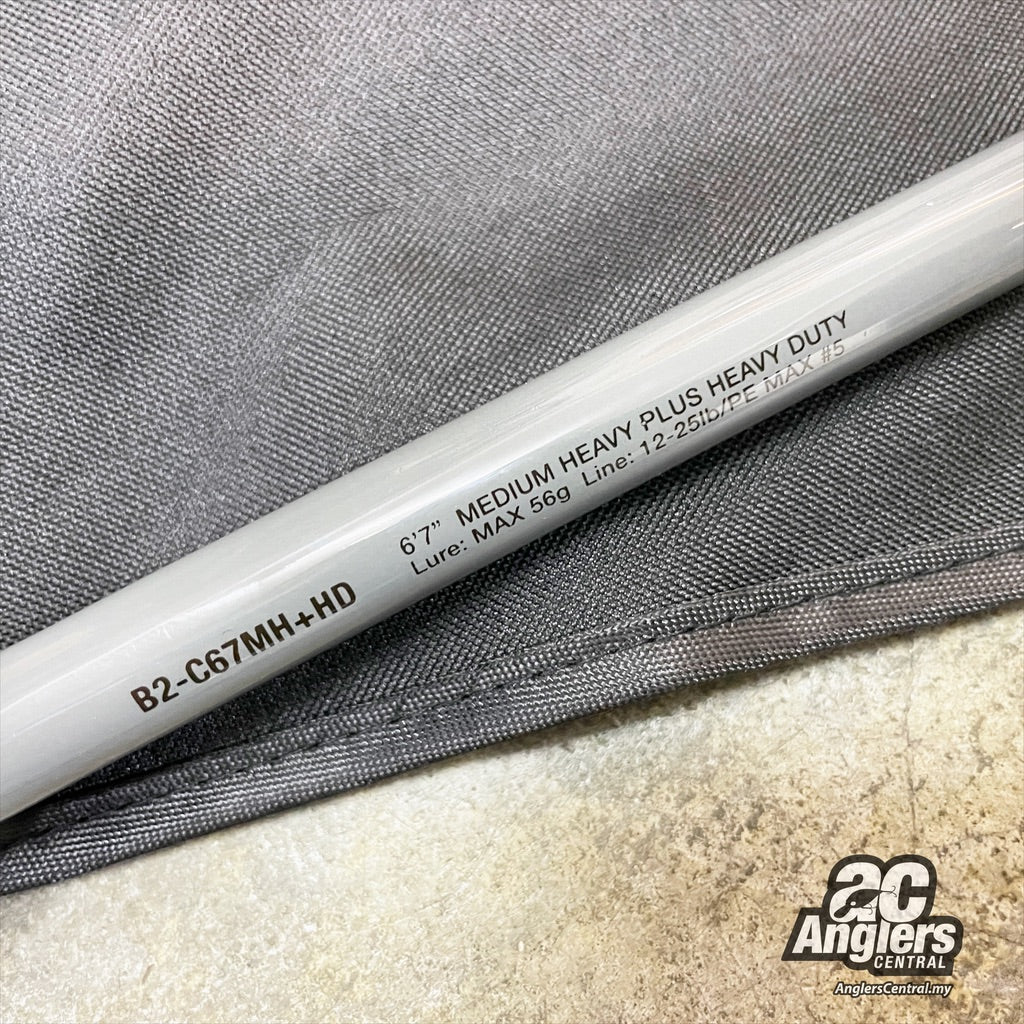 6'7" MEDIUM HEAVY PLUS HEAVY DUTY
Lure: MAX 56g Line: 12-25lb/PE MAX #5
B2-C67MH+HD
ac
Anglers
CENTRAL
AnglersCentral.my